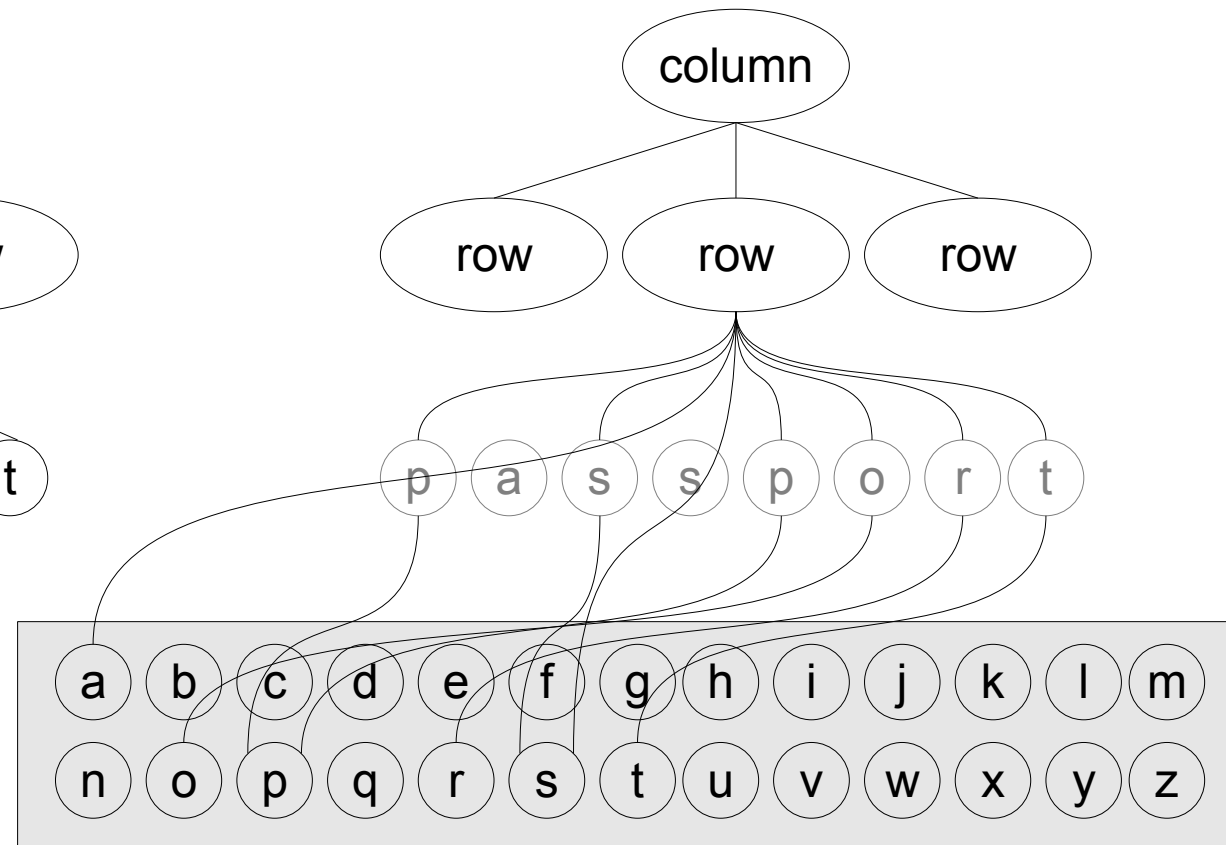 column
row row row
t p a s s p o r t
a b c d e f g h i j k l m
n o p q r s t u v w x y z